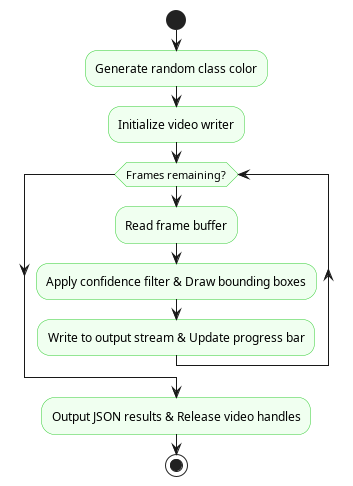 Generate random class color
Initialize video writer
Frames remaining?
Read frame buffer
Apply confidence filter & Draw bounding boxes
Write to output stream & Update progress bar
Output JSON results & Release video handles